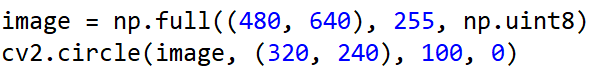 image = np.full((480, 640), 255, np.uint8)
cv2.circle(image, (320, 240), 100, 0)